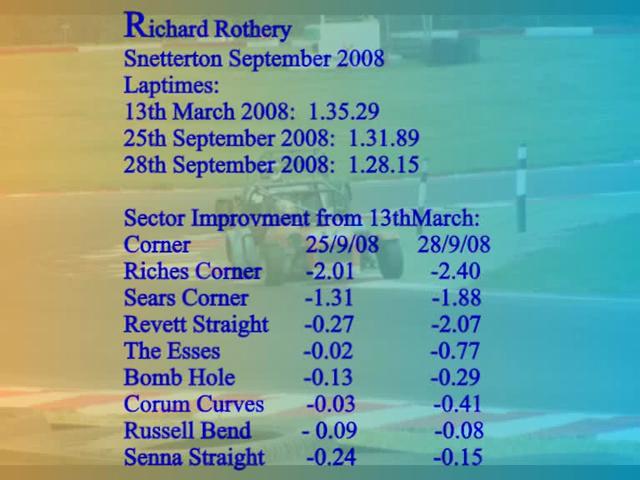 Richard Rothery
Snetterton September 2008
Laptimes:
13th March 2008: 1.35.29
25th September 2008: 1.31.89
28th September 2008: 1.28.15
Sector Improvment from 13thMarch:
Corner 25/9/08 28/9/08
Riches Corner -2.01 -2.40
Sears Corner -1.31 -1.88
Revett Straight -0.27 -2.07
The Esses -0.02 -0.77
Bomb Hole -0.13 -0.29
Corum Curves -0.03 -0.41
Russell Bend - 0.09 -0.08
Senna Straight -0.24 -0.15